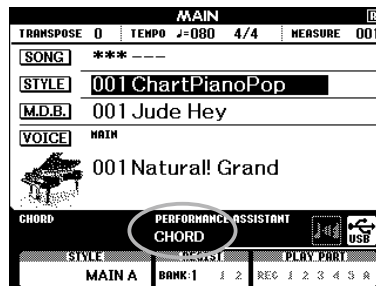 MAIN
TRANSPOSE 0 TEMPO ♩=080 4/4 MEASURE 001
SONG *** ---
STYLE 001 ChartPianoPop
M.D.B. 001 Jude Hey
VOICE MAIN
001 Natural! Grand
CHORD PERFORMANCE ASSISTANT
CHORD
USB
STYLE REGIST PLAY PART
MAIN A BANK:1 1 2 REC 1 2 3 4 5 A